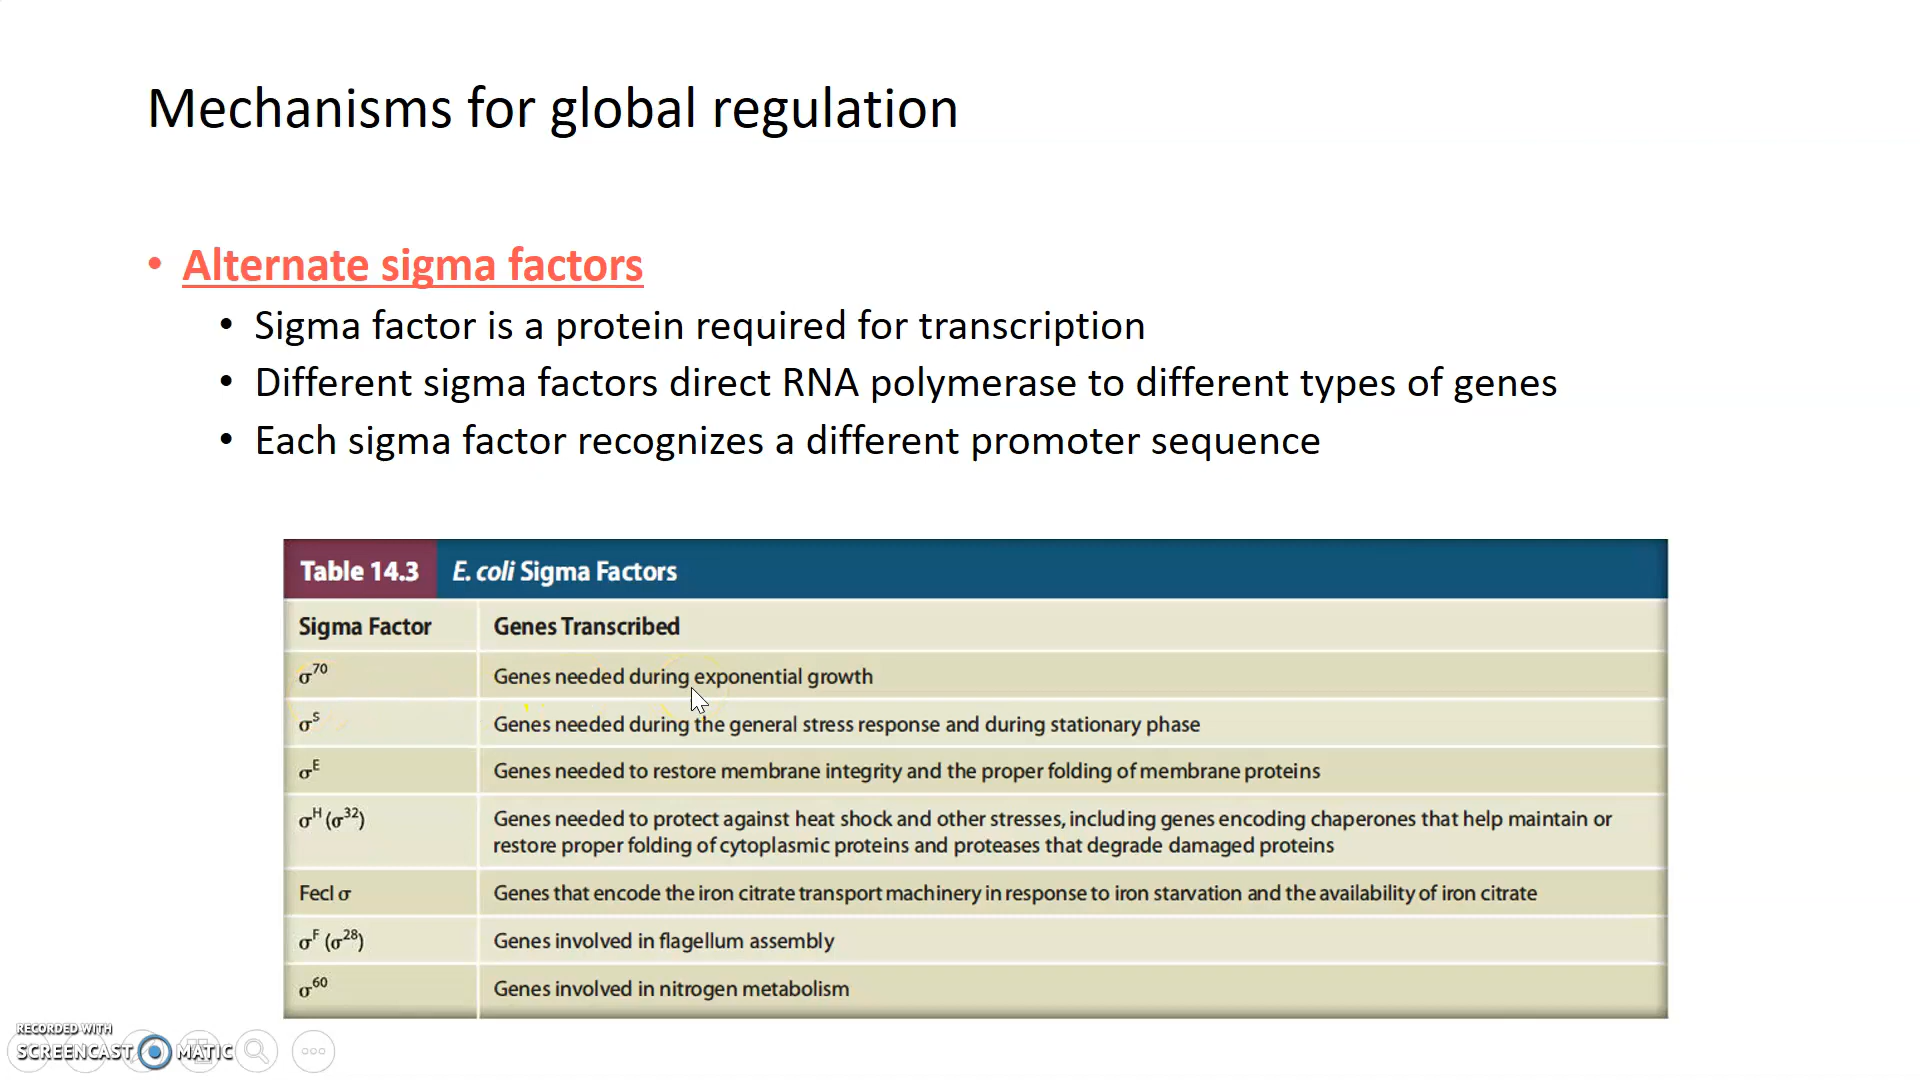 Mechanisms for global regulation
• Alternate sigma factors
• Sigma factor is a protein required for transcription
• Different sigma factors direct RNA polymerase to different types of genes
• Each sigma factor recognizes a different promoter sequence
Table 14.3 E. coli Sigma Factors
Sigma Factor Genes Transcribed
σ⁷⁰ Genes needed during exponential growth
σˢ Genes needed during the general stress response and during stationary phase
σᴱ Genes needed to restore membrane integrity and the proper folding of membrane proteins
σᴴ (σ³²) Genes needed to protect against heat shock and other stresses, including genes encoding chaperones that help maintain or
restore proper folding of cytoplasmic proteins and proteases that degrade damaged proteins
FecI σ Genes that encode the iron citrate transport machinery in response to iron starvation and the availability of iron citrate
σF (σ²⁸) Genes involved in flagellum assembly
σ⁶⁰ Genes involved in nitrogen metabolism
RECORDED WITH
SCREENCAST MATIC